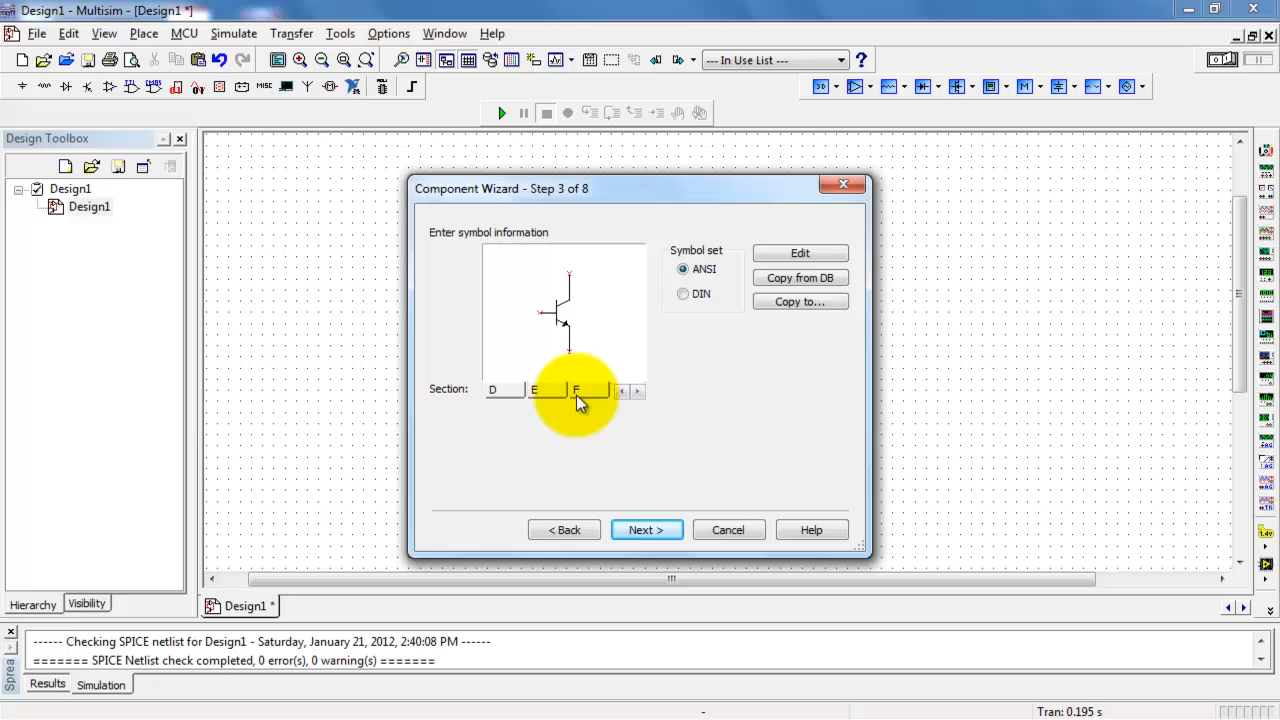 Design1 - Multisim - [Design1 *]
File Edit View Place MCU Simulate Transfer Tools Options Window Help
--- In Use List ---
MISC
Design Toolbox
Design1
Design1
Component Wizard - Step 3 of 8
Enter symbol information
Symbol set
ANSI
DIN
Edit
Copy from DB
Copy to...
Section: D E F
< Back Next > Cancel Help
Hierarchy Visibility
Design1 *
------ Checking SPICE netlist for Design1 - Saturday, January 21, 2012, 2:40:08 PM ------
======= SPICE Netlist check completed, 0 error(s), 0 warning(s) =======
Sprea
Results Simulation
- Tran: 0.195 s